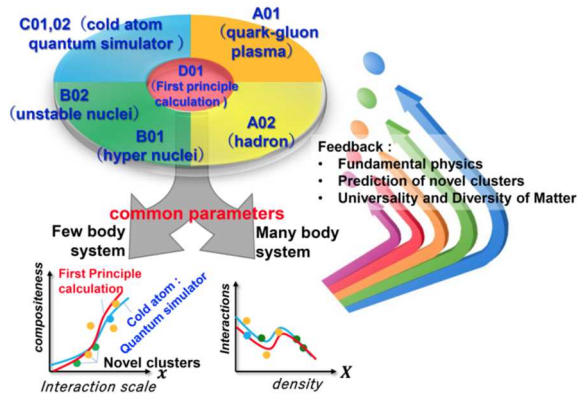 C01,02（cold atom
quantum simulator ）
A01
(quark-gluon
plasma)
D01
(First principle
calculation ）
B02
（unstable nuclei)
B01
（hyper nuclei)
A02
（hadron）
Feedback :
• Fundamental physics
• Prediction of novel clusters
• Universality and Diversity of Matter
common parameters
Few body
system
Many body
system
compositeness
First Principle
calculation
Cold atom :
Quantum simulator
Novel clusters
x
Interaction scale
Interactions
X
density